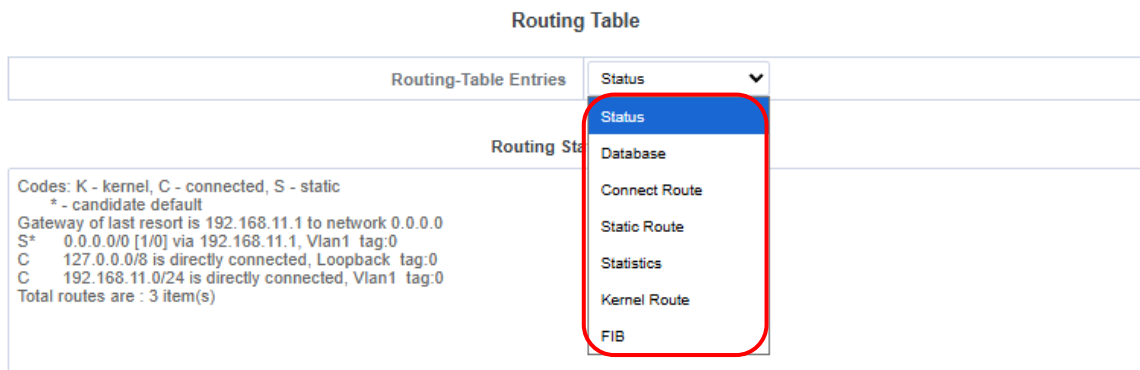 Routing Table
Routing-Table Entries
Status
Status
Database
Connect Route
Static Route
Statistics
Kernel Route
FIB
Routing
Codes: K - kernel, C - connected, S - static
* - candidate default
Gateway of last resort is 192.168.11.1 to network 0.0.0.0
S* 0.0.0.0/0 [1/0] via 192.168.11.1, Vlan1 tag:0
C 127.0.0.0/8 is directly connected, Loopback tag:0
C 192.168.11.0/24 is directly connected, Vlan1 tag:0
Total routes are : 3 item(s)